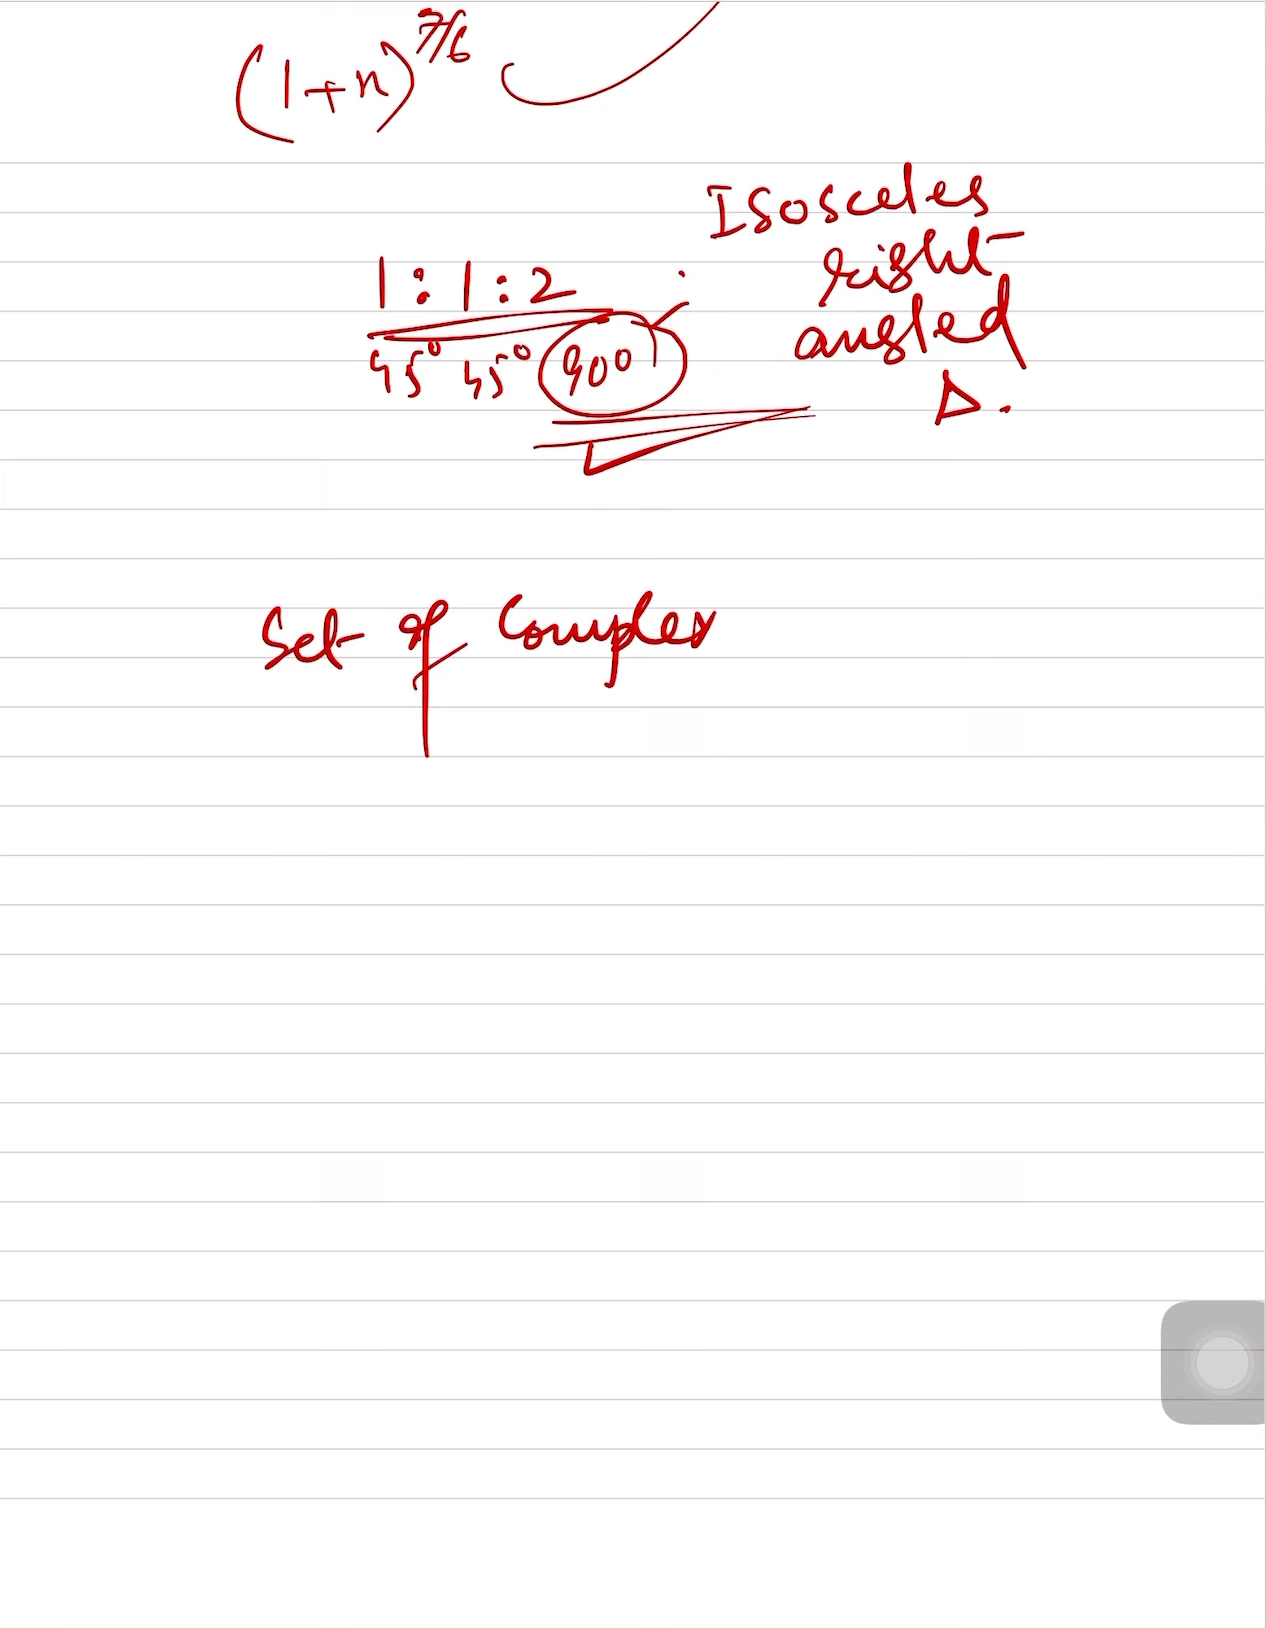 (1+x)^7/6
1 : 1 : 2
45° 45° 90°
Isosceles
right
angled
Δ.
Set of Complex